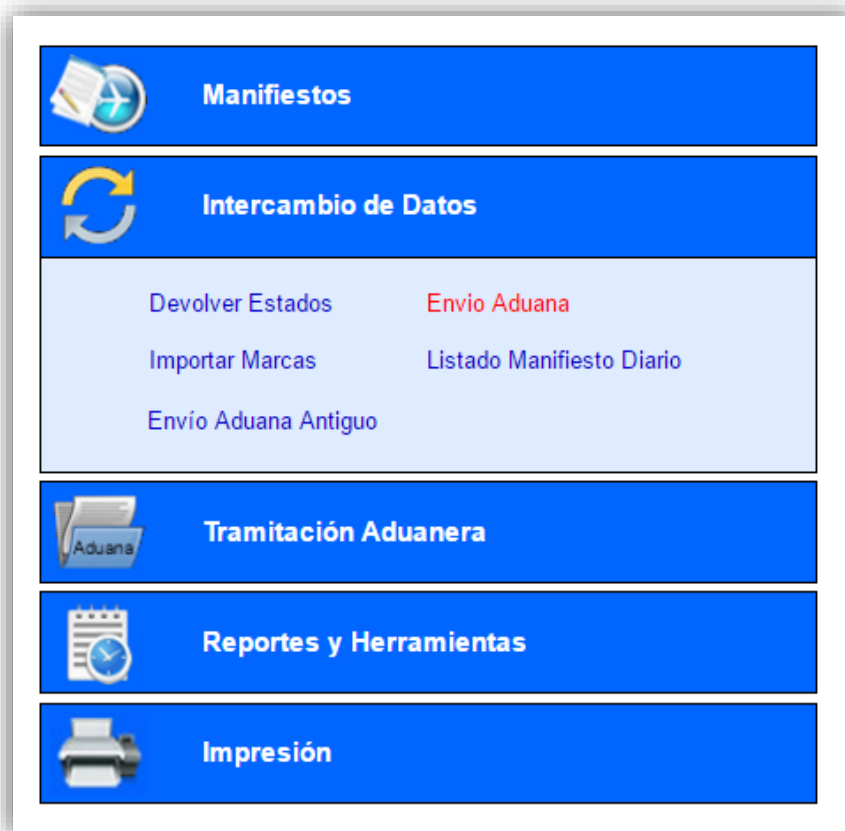 Manifiestos
Intercambio de Datos
Devolver Estados Envio Aduana
Importar Marcas Listado Manifiesto Diario
Envío Aduana Antiguo
Aduana
Tramitación Aduanera
Reportes y Herramientas
Impresión